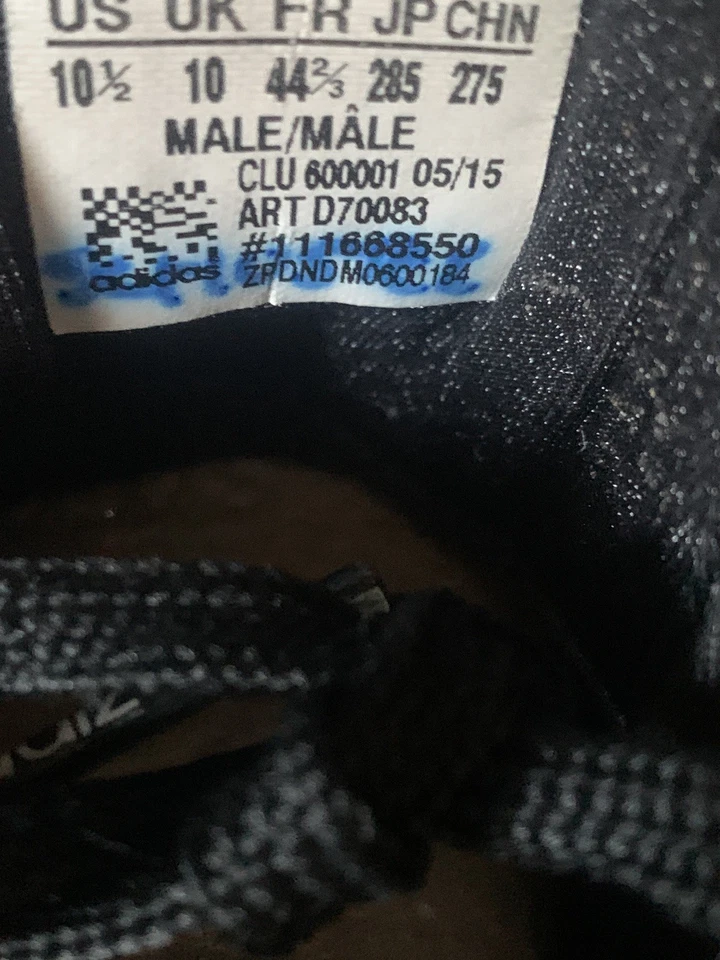 US UK FR JP CHN
10½ 10 44⅔ 285 275
MALE/MÂLE
CLU 600001 05/15
ART D70083
#111668550
adidas ZPDNDM0600184